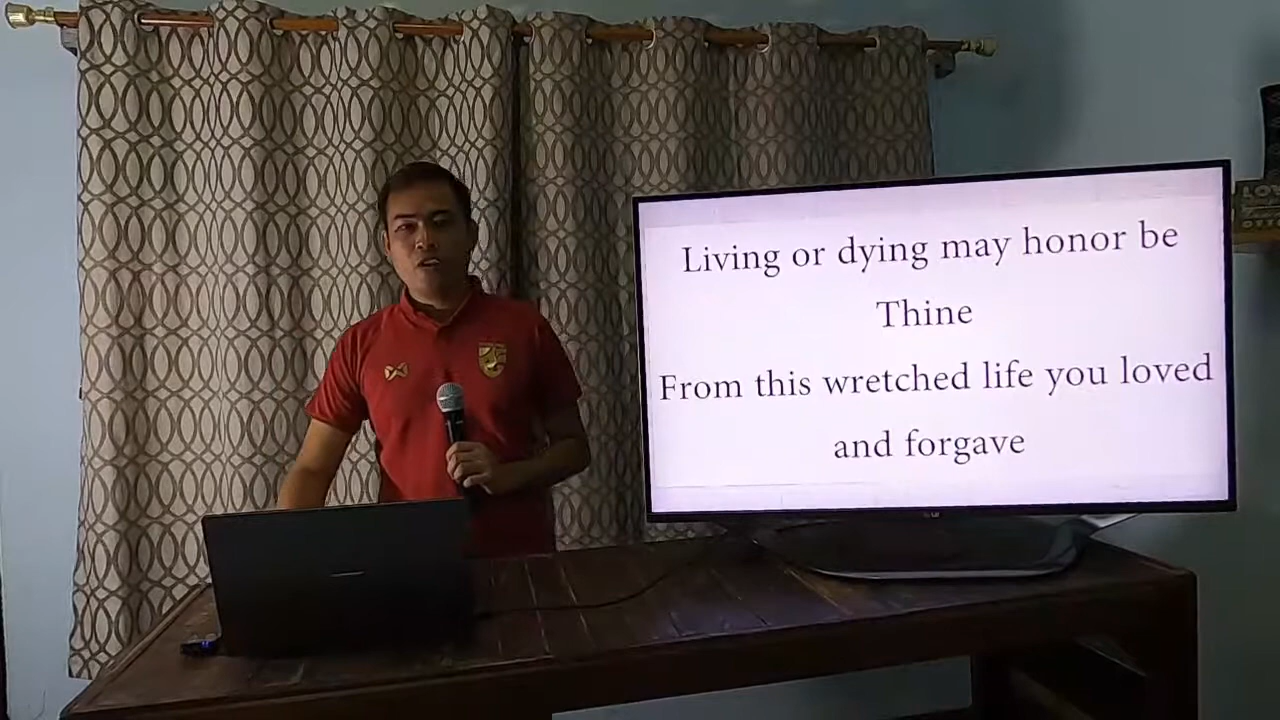 Living or dying may honor be
Thine
From this wretched life you loved
and forgave